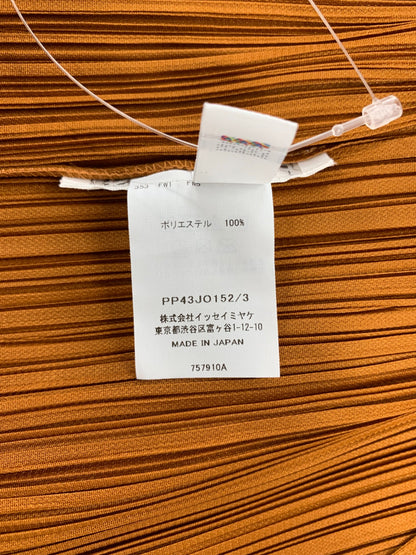 ポリエステル 100%
PP43JO152/3
株式会社イッセイミヤケ
東京都渋谷区富ヶ谷1-12-10
MADE IN JAPAN
757910A